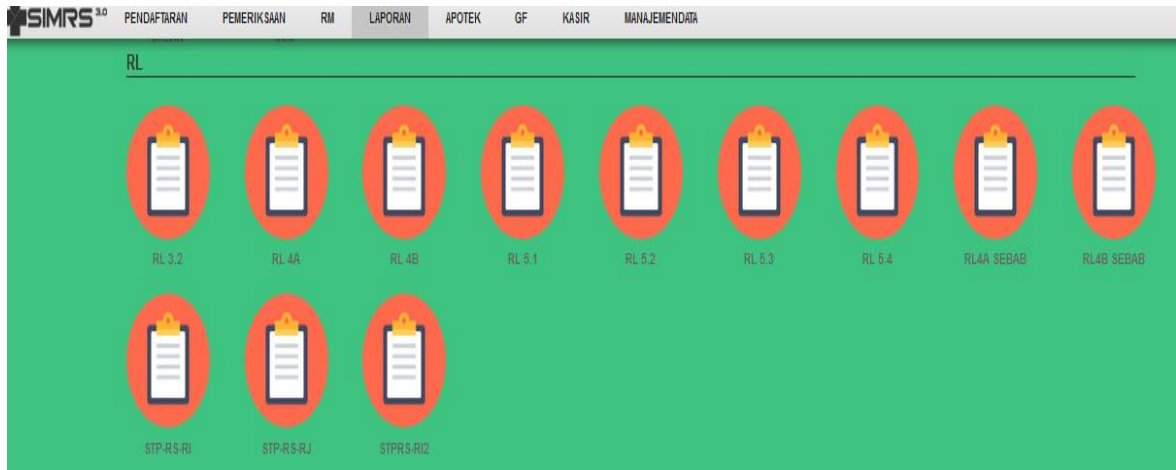 SIMRS 3.0 PENDAFTARAN PEMERIKSAAN RM LAPORAN APOTEK GF KASIR MANAJEMENDATA
RL
RL 3.2 RL 4A RL 4B RL 5.1 RL 5.2 RL 5.3 RL 5.4 RL4A SEBAB RL4B SEBAB
STP-RS-RI STP-RS-RJ STPRS-RI2